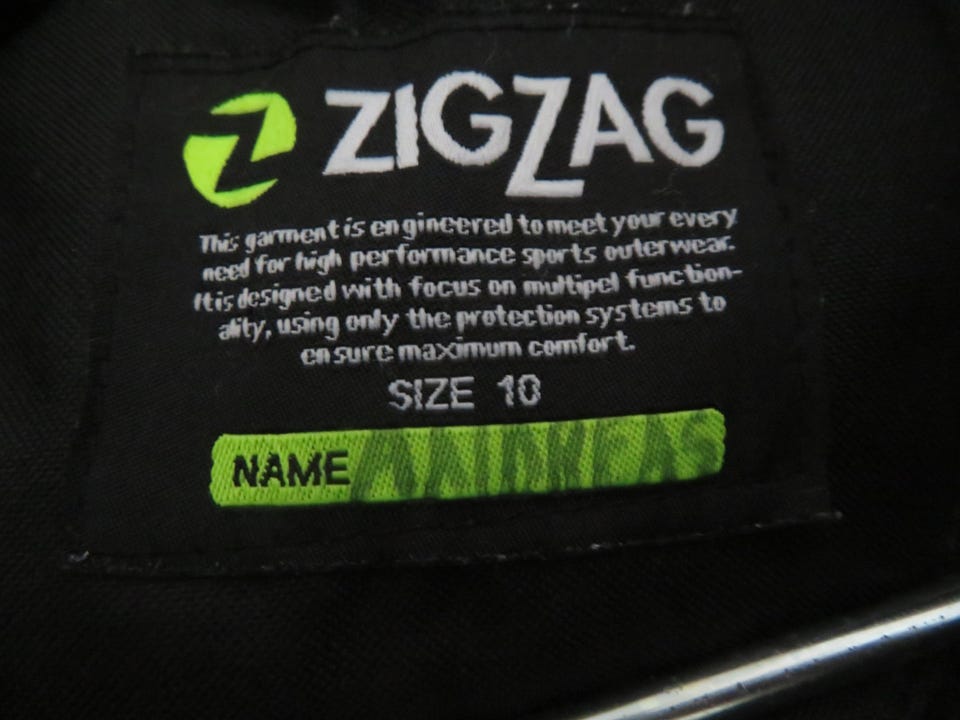 ZIGZAG
This garment is engineered to meet your every
need for high performance sports outerwear.
It is designed with focus on multipel function-
ality, using only the protection systems to
ensure maximum comfort.
SIZE 10
NAME